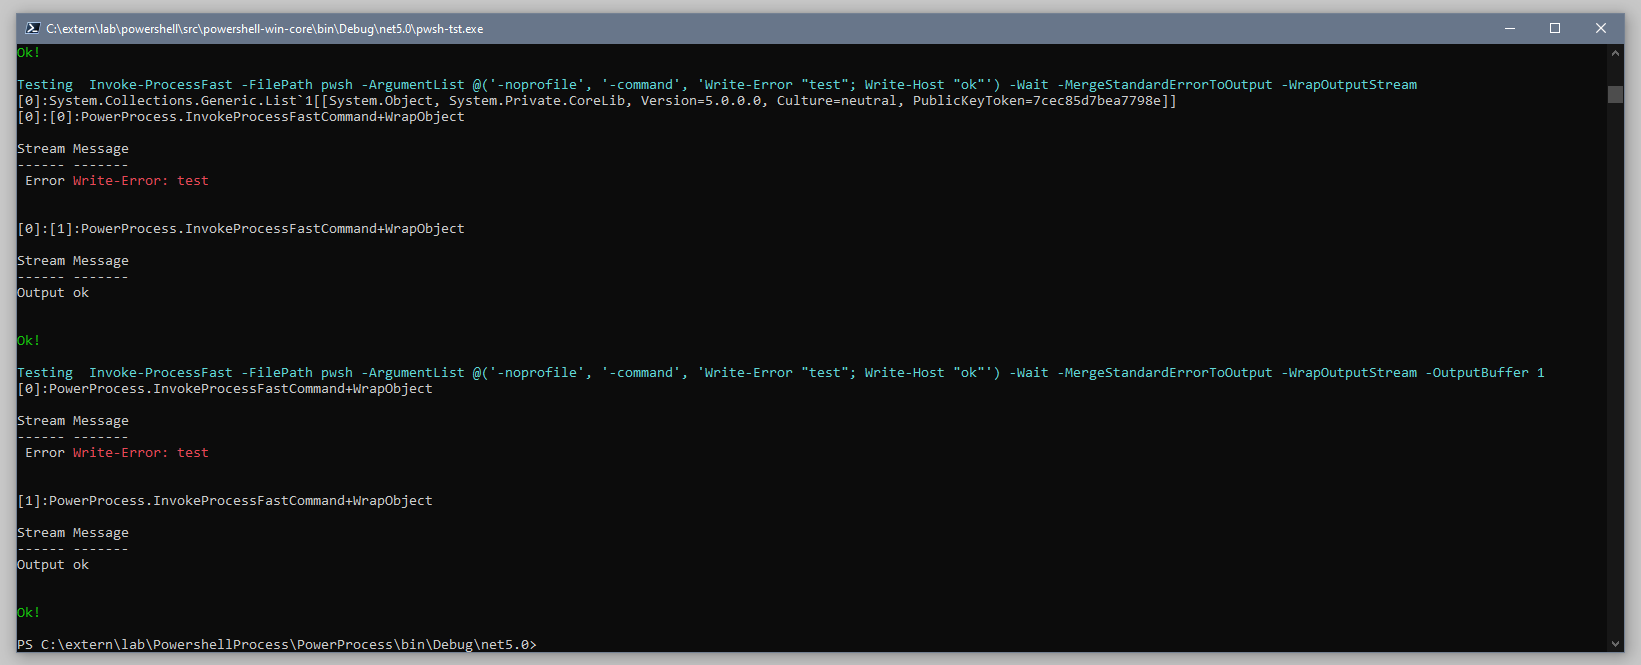 C:\extern\lab\powershell\src\powershell-win-core\bin\Debug\net5.0\pwsh-tst.exe
Ok!
Testing  Invoke-ProcessFast -FilePath pwsh -ArgumentList @('-noprofile', '-command', 'Write-Error "test"; Write-Host "ok"') -Wait -MergeStandardErrorToOutput -WrapOutputStream
[0]:System.Collections.Generic.List`1[[System.Object, System.Private.CoreLib, Version=5.0.0.0, Culture=neutral, PublicKeyToken=7cec85d7bea7798e]]
[0]:[0]:PowerProcess.InvokeProcessFastCommand+WrapObject
Stream Message
------ -------
 Error Write-Error: test
[0]:[1]:PowerProcess.InvokeProcessFastCommand+WrapObject
Stream Message
------ -------
Output ok
Ok!
Testing  Invoke-ProcessFast -FilePath pwsh -ArgumentList @('-noprofile', '-command', 'Write-Error "test"; Write-Host "ok"') -Wait -MergeStandardErrorToOutput -WrapOutputStream -OutputBuffer 1
[0]:PowerProcess.InvokeProcessFastCommand+WrapObject
Stream Message
------ -------
 Error Write-Error: test
[1]:PowerProcess.InvokeProcessFastCommand+WrapObject
Stream Message
------ -------
Output ok
Ok!
PS C:\extern\lab\PowershellProcess\PowerProcess\bin\Debug\net5.0>